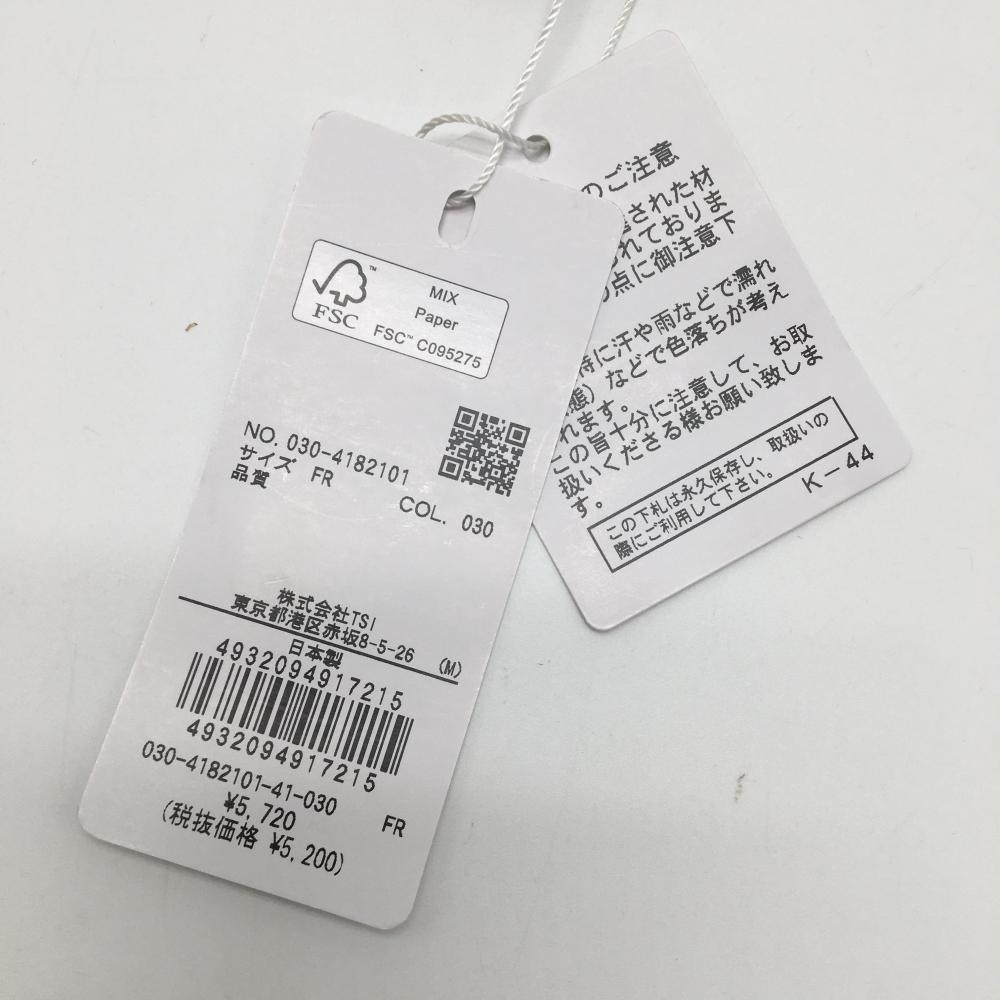 FSC™
MIX
Paper
FSC™ C095275
NO. 030-4182101
サイズ FR
品質
COL. 030
株式会社TSI
東京都港区赤坂8-5-26
日本製 (M)
4932094917215
4932094917215
030-4182101-41-030
¥5,720 FR
(税抜価格 ¥5,200)
のご注意
された材
れておりま
の点に御注意下
特に汗や雨などで濡れ
態)などで色落ちが考え
れます。
この旨十分に注意して、お取
扱いくださる様お願い致しま
す。
この下札は永久保存し、取扱いの
際にご利用して下さい。
K-44